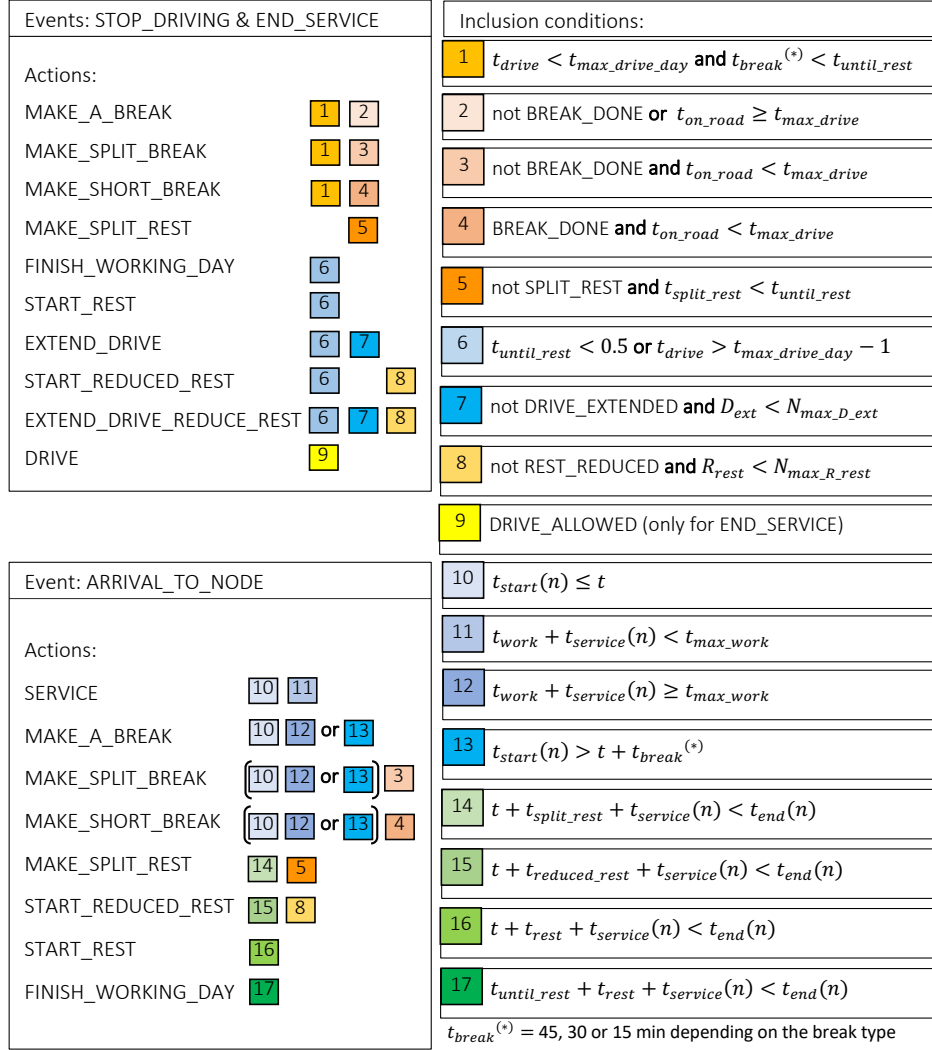 Events: STOP_DRIVING & END_SERVICE
Actions:
MAKE_A_BREAK 1 2
MAKE_SPLIT_BREAK 1 3
MAKE_SHORT_BREAK 1 4
MAKE_SPLIT_REST 5
FINISH_WORKING_DAY 6
START_REST 6
EXTEND_DRIVE 6 7
START_REDUCED_REST 6 8
EXTEND_DRIVE_REDUCE_REST 6 7 8
DRIVE 9
Event: ARRIVAL_TO_NODE
Actions:
SERVICE 10 11
MAKE_A_BREAK 10 12 or 13
MAKE_SPLIT_BREAK (10 12 or 13) 3
MAKE_SHORT_BREAK (10 12 or 13) 4
MAKE_SPLIT_REST 14 5
START_REDUCED_REST 15 8
START_REST 16
FINISH_WORKING_DAY 17
Inclusion conditions:
1 t_drive < t_max_drive_day and t_break^(*) < t_until_rest
2 not BREAK_DONE or t_on_road ≥ t_max_drive
3 not BREAK_DONE and t_on_road < t_max_drive
4 BREAK_DONE and t_on_road < t_max_drive
5 not SPLIT_REST and t_split_rest < t_until_rest
6 t_until_rest < 0.5 or t_drive > t_max_drive_day − 1
7 not DRIVE_EXTENDED and D_ext < N_max_D_ext
8 not REST_REDUCED and R_rest < N_max_R_rest
9 DRIVE_ALLOWED (only for END_SERVICE)
10 t_start(n) ≤ t
11 t_work + t_service(n) < t_max_work
12 t_work + t_service(n) ≥ t_max_work
13 t_start(n) > t + t_break^(*)
14 t + t_split_rest + t_service(n) < t_end(n)
15 t + t_reduced_rest + t_service(n) < t_end(n)
16 t + t_rest + t_service(n) < t_end(n)
17 t_until_rest + t_rest + t_service(n) < t_end(n)
t_break^(*) = 45, 30 or 15 min depending on the break type